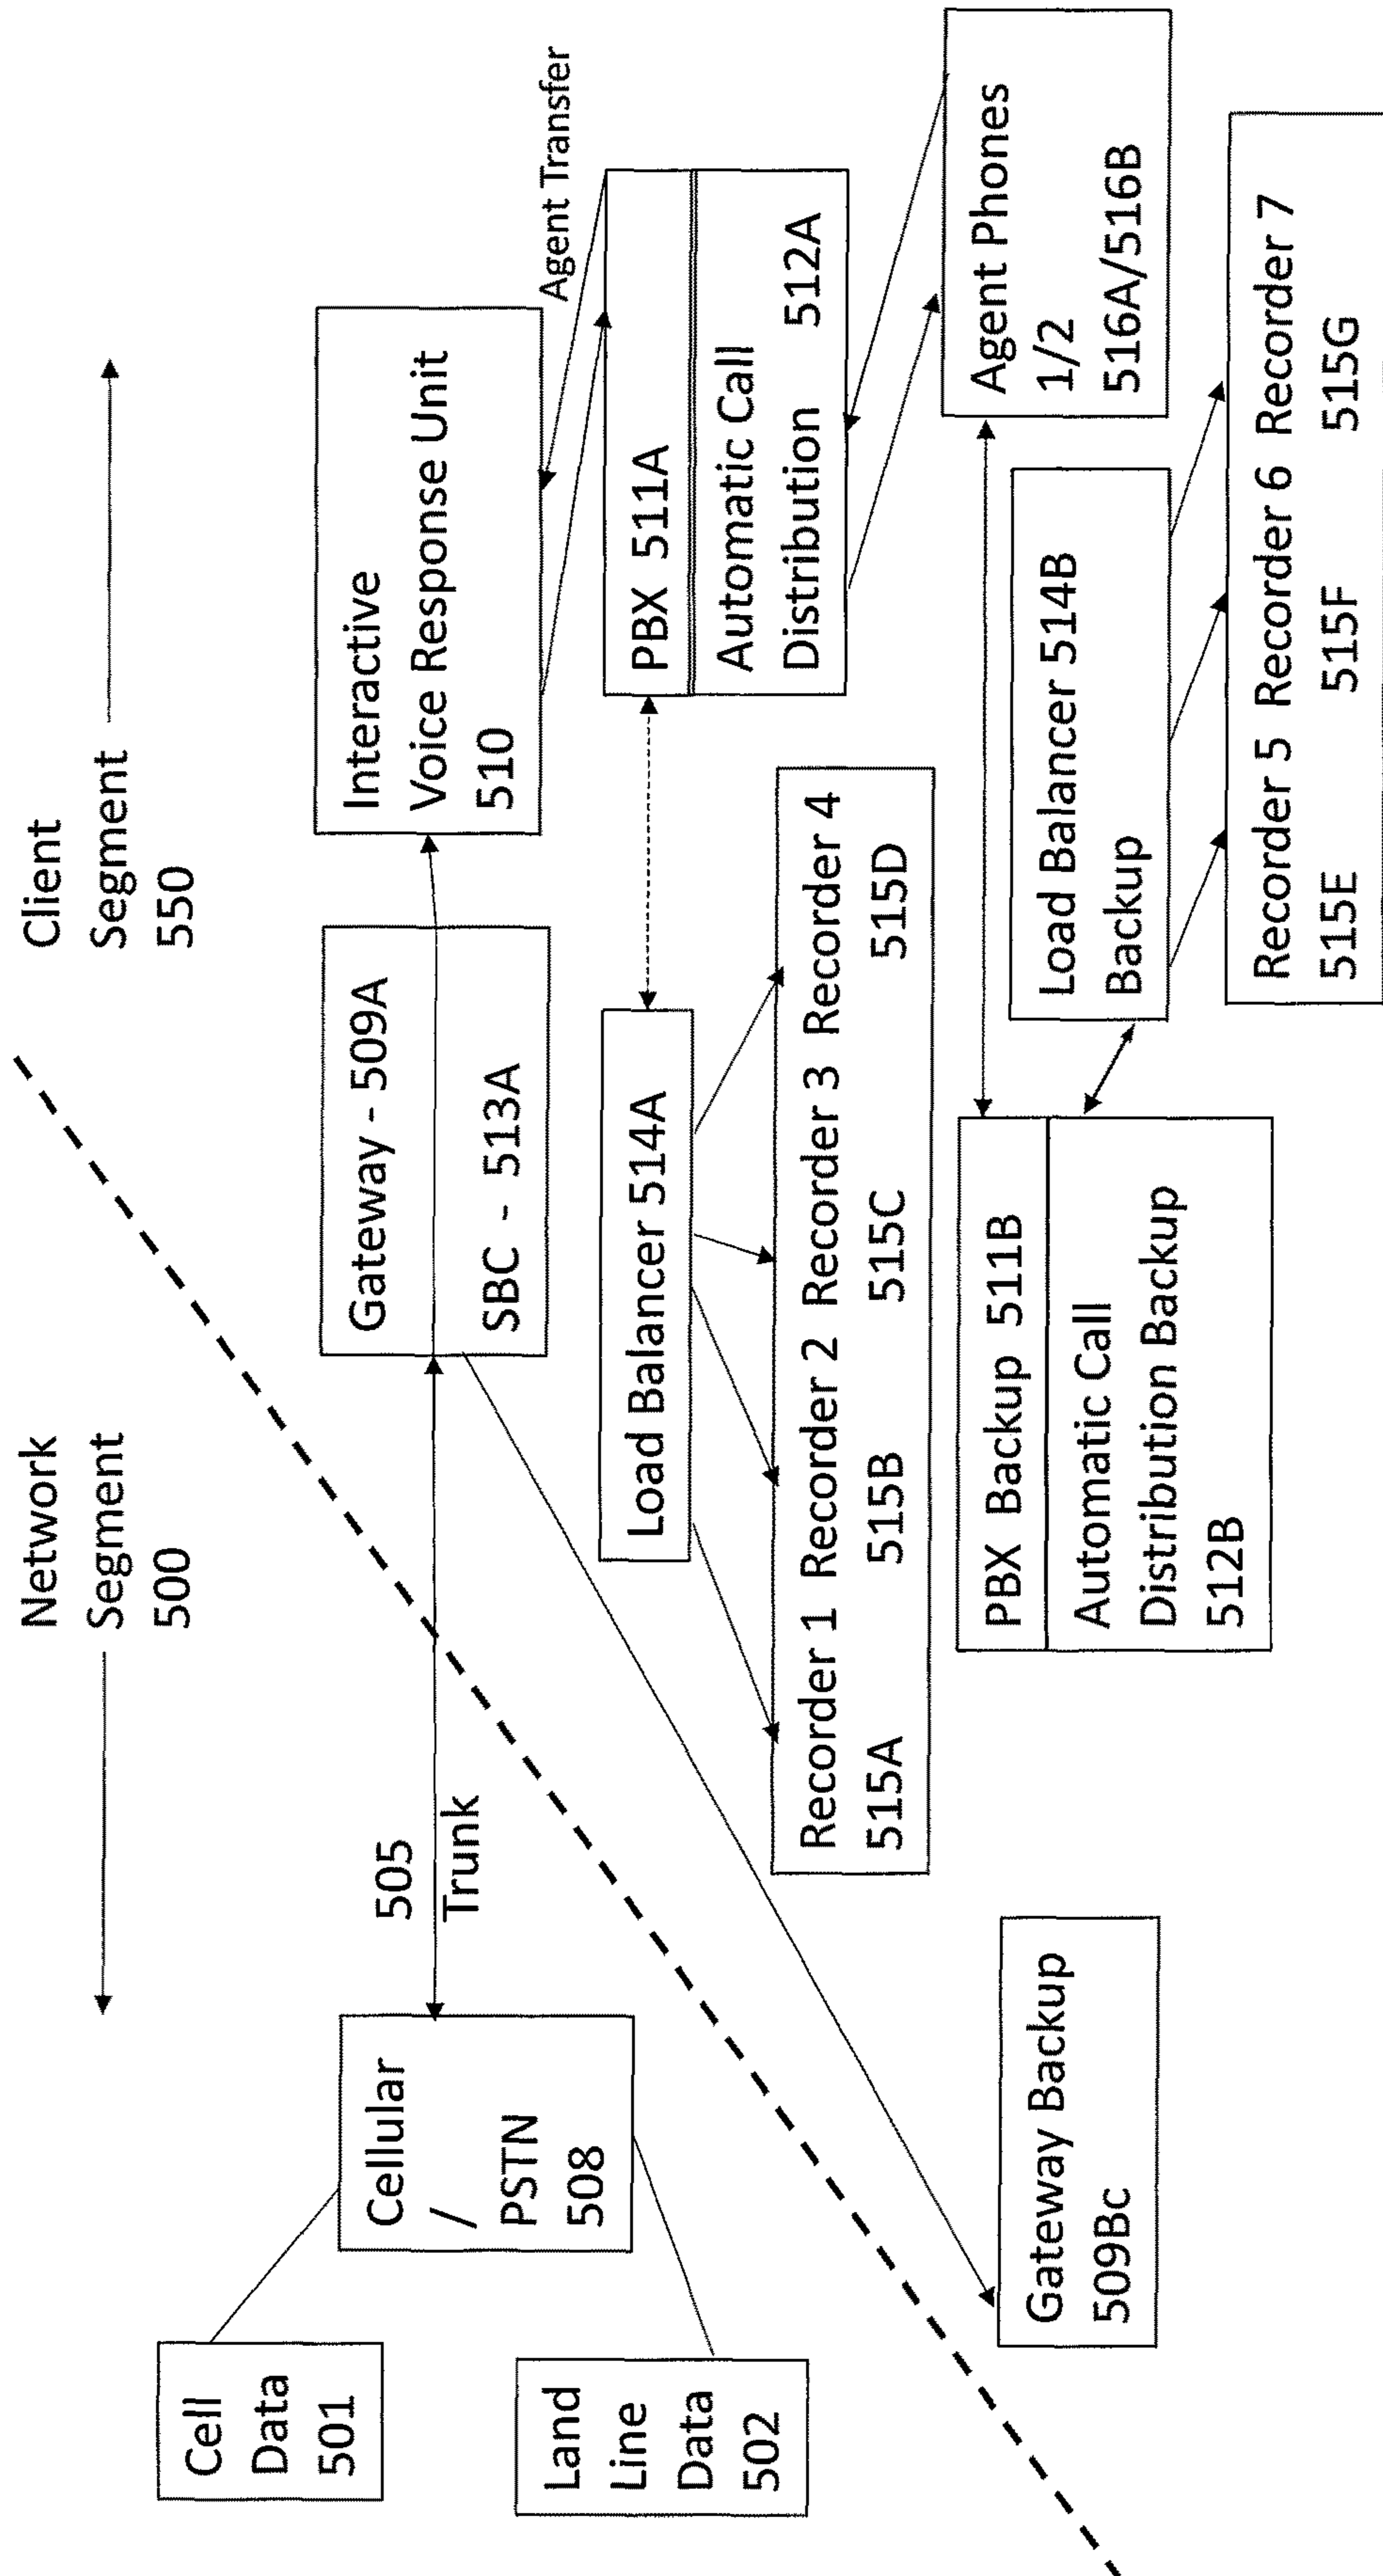 Network
Segment
500
Client
Segment
550
Cell
Data
501
Land
Line
Data
502
Cellular
/
PSTN
508
505
Trunk
Gateway - 509A
SBC - 513A
Interactive
Voice Response Unit
510
Agent Transfer
Load Balancer 514A
PBX 511A
Automatic Call
Distribution 512A
Recorder 1 Recorder 2 Recorder 3 Recorder 4
515A 515B 515C 515D
Gateway Backup
509Bc
PBX Backup 511B
Automatic Call
Distribution Backup
512B
Load Balancer 514B
Backup
Agent Phones
1/2
516A/516B
Recorder 5 Recorder 6 Recorder 7
515E 515F 515G